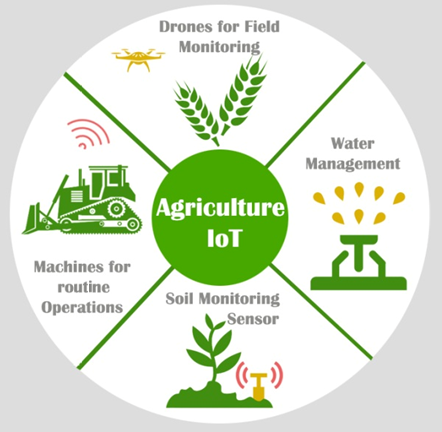 Drones for Field
Monitoring
Water
Management
Agriculture
IoT
Machines for
routine
Operations
Soil Monitoring
Sensor